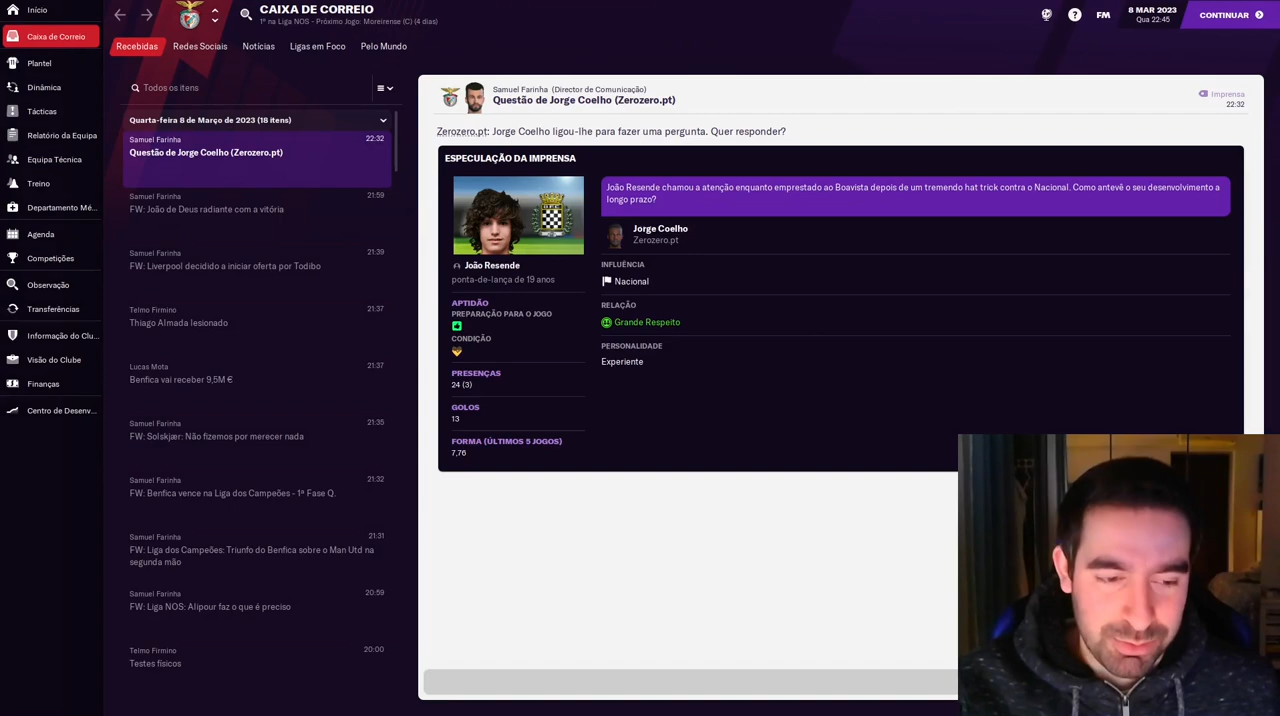 Início
CAIXA DE CORREIO
1º na Liga NOS - Próximo Jogo: Moreirense (C) (4 dias)
FM
8 MAR 2023
Qua 22:45
CONTINUAR
Caixa de Correio
Plantel
Dinâmica
Tácticas
Relatório da Equipa
Equipa Técnica
Treino
Departamento Mé...
Agenda
Competições
Observação
Transferências
Informação do Clu...
Visão do Clube
Finanças
Centro de Desenv...
Recebidas
Redes Sociais
Notícias
Ligas em Foco
Pelo Mundo
Todos os itens
Quarta-feira 8 de Março de 2023 (18 itens)
Samuel Farinha
22:32
Questão de Jorge Coelho (Zerozero.pt)
Samuel Farinha
21:59
FW: João de Deus radiante com a vitória
Samuel Farinha
21:39
FW: Liverpool decidido a iniciar oferta por Todibo
Telmo Firmino
21:37
Thiago Almada lesionado
Lucas Mota
21:37
Benfica vai receber 9,5M €
Samuel Farinha
21:35
FW: Solskjær: Não fizemos por merecer nada
Samuel Farinha
21:32
FW: Benfica vence na Liga dos Campeões - 1ª Fase Q.
Samuel Farinha
21:31
FW: Liga dos Campeões: Triunfo do Benfica sobre o Man Utd na
segunda mão
Samuel Farinha
20:59
FW: Liga NOS: Alipour faz o que é preciso
Telmo Firmino
20:00
Testes físicos
Samuel Farinha (Director de Comunicação)
Questão de Jorge Coelho (Zerozero.pt)
Imprensa
22:32
Zerozero.pt: Jorge Coelho ligou-lhe para fazer uma pergunta. Quer responder?
ESPECULAÇÃO DA IMPRENSA
João Resende
ponta-de-lança de 19 anos
APTIDÃO
PREPARAÇÃO PARA O JOGO
CONDIÇÃO
PRESENÇAS
24 (3)
GOLOS
13
FORMA (ÚLTIMOS 5 JOGOS)
7,76
João Resende chamou a atenção enquanto emprestado ao Boavista depois de um tremendo hat trick contra o Nacional. Como antevê o seu desenvolvimento a
longo prazo?
Jorge Coelho
Zerozero.pt
INFLUÊNCIA
Nacional
RELAÇÃO
Grande Respeito
PERSONALIDADE
Experiente